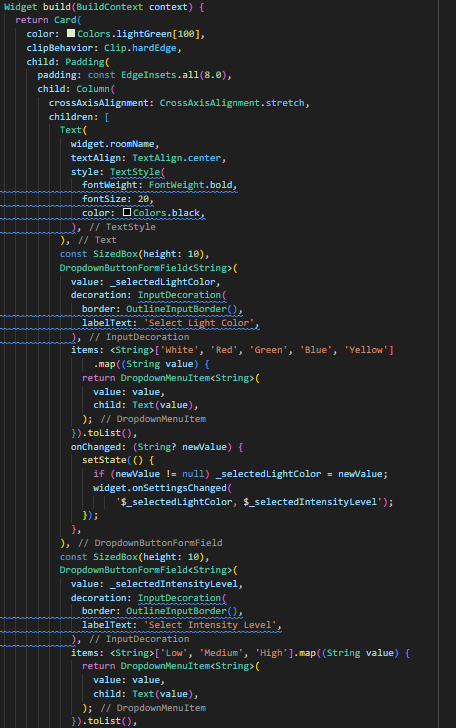 Widget build(BuildContext context) {
return Card(
color: Colors.lightGreen[100],
clipBehavior: Clip.hardEdge,
child: Padding(
padding: const EdgeInsets.all(8.0),
child: Column(
crossAxisAlignment: CrossAxisAlignment.stretch,
children: [
Text(
widget.roomName,
textAlign: TextAlign.center,
style: TextStyle(
fontWeight: FontWeight.bold,
fontSize: 20,
color: Colors.black,
), // TextStyle
), // Text
const SizedBox(height: 10),
DropdownButtonFormField<String>(
value: _selectedLightColor,
decoration: InputDecoration(
border: OutlineInputBorder(),
labelText: 'Select Light Color',
), // InputDecoration
items: <String>['White', 'Red', 'Green', 'Blue', 'Yellow']
.map((String value) {
return DropdownMenuItem<String>(
value: value,
child: Text(value),
); // DropdownMenuItem
}).toList(),
onChanged: (String? newValue) {
setState(() {
if (newValue != null) _selectedLightColor = newValue;
widget.onSettingsChanged(
'$_selectedLightColor, $_selectedIntensityLevel');
});
},
), // DropdownButtonFormField
const SizedBox(height: 10),
DropdownButtonFormField<String>(
value: _selectedIntensityLevel,
decoration: InputDecoration(
border: OutlineInputBorder(),
labelText: 'Select Intensity Level',
), // InputDecoration
items: <String>['Low', 'Medium', 'High'].map((String value) {
return DropdownMenuItem<String>(
value: value,
child: Text(value),
); // DropdownMenuItem
}).toList(),